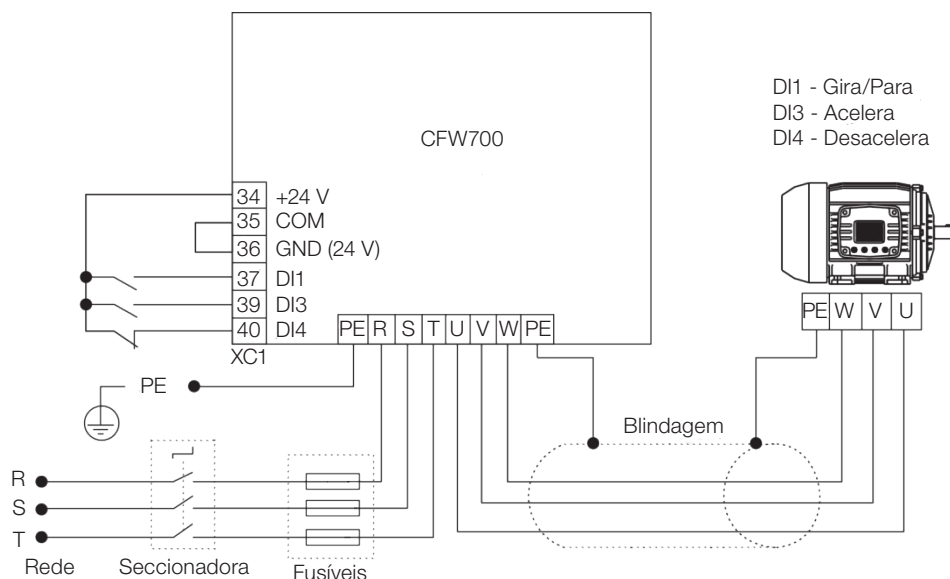 CFW700
DI1 - Gira/Para
DI3 - Acelera
DI4 - Desacelera
34 +24 V
35 COM
36 GND (24 V)
37 DI1
39 DI3
40 DI4
XC1
PE R S T U V W PE
PE W V U
PE
Blindagem
R
S
T
Rede
Seccionadora
Fusíveis